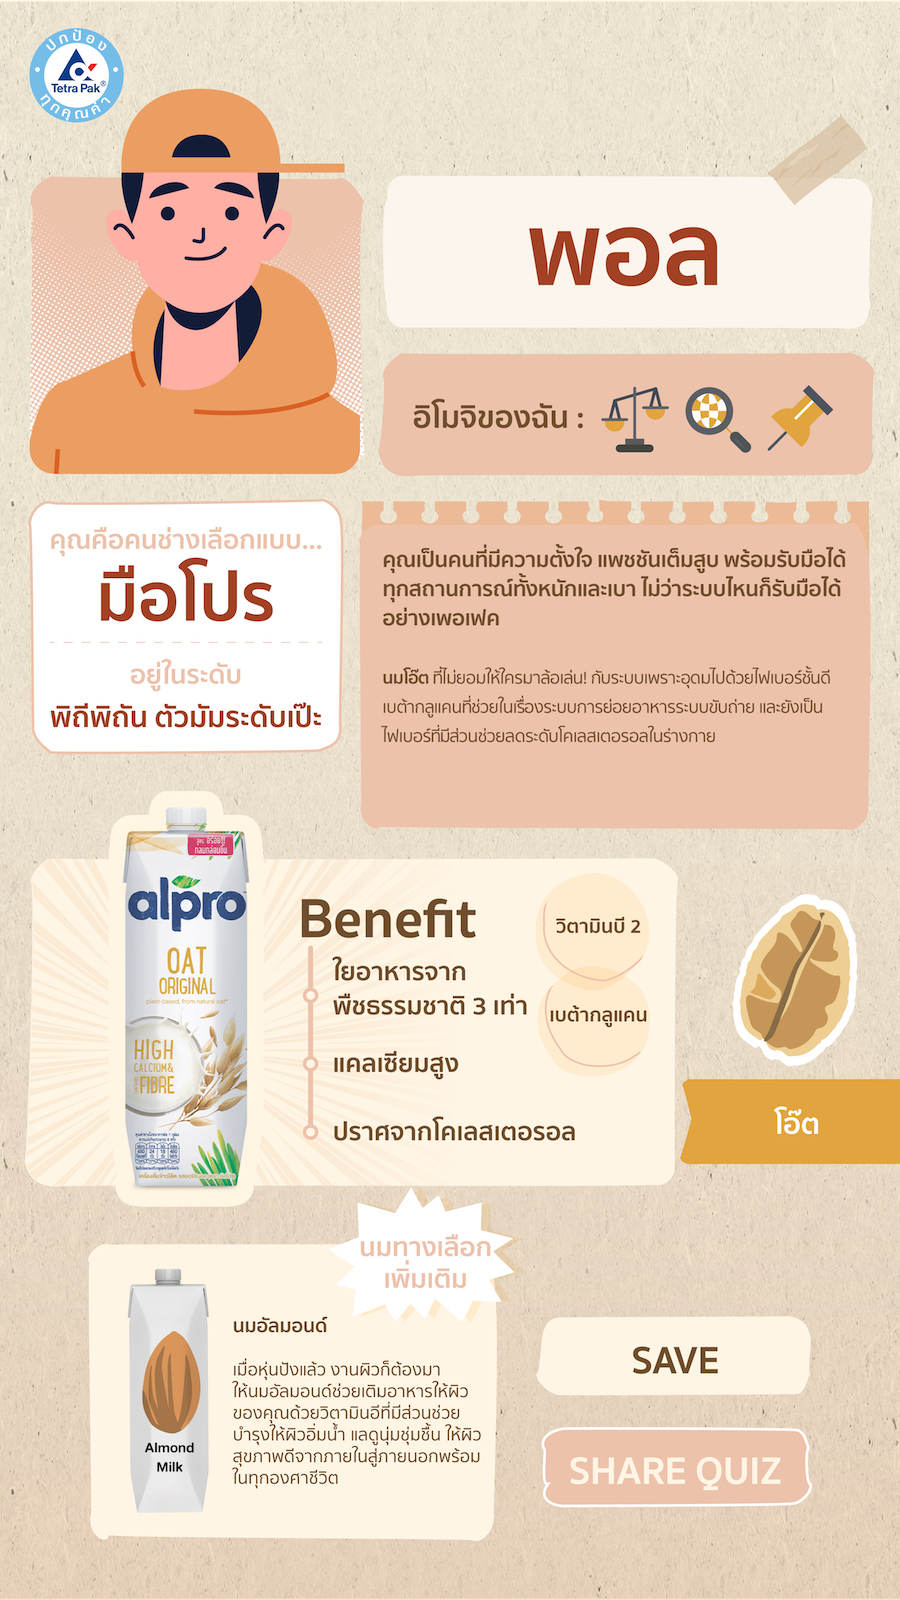 ปกป้อง
Tetra Pak®
ทุกคุณค่า
พอล
อิโมจิของฉัน :
คุณคือคนช่างเลือกแบบ...
มือโปร
อยู่ในระดับ
พิถีพิถัน ตัวมัมระดับเป๊ะ
คุณเป็นคนที่มีความตั้งใจ แพชชันเต็มสูบ พร้อมรับมือได้
ทุกสถานการณ์ทั้งหนักและเบา ไม่ว่าระบบไหนก็รับมือได้
อย่างเพอเฟค
นมโอ๊ต ที่ไม่ยอมให้ใครมาล้อเล่น! กับระบบเพราะอุดมไปด้วยไฟเบอร์ชั้นดี
เบต้ากลูแคนที่ช่วยในเรื่องระบบการย่อยอาหารระบบขับถ่าย และยังเป็น
ไฟเบอร์ที่มีส่วนช่วยลดระดับโคเลสเตอรอลในร่างกาย
alpro
OAT
ORIGINAL
plant-based, from natural oat*
HIGH
CALCIUM &
FIBRE
Benefit
ใยอาหารจาก
พืชธรรมชาติ 3 เท่า
แคลเซียมสูง
ปราศจากโคเลสเตอรอล
วิตามินบี 2
เบต้ากลูแคน
โอ๊ต
นมทางเลือก
เพิ่มเติม
Almond
Milk
นมอัลมอนด์
เมื่อหุ่นปังแล้ว งานผิวก็ต้องมา
ให้นมอัลมอนด์ช่วยเติมอาหารให้ผิว
ของคุณด้วยวิตามินอีที่มีส่วนช่วย
บำรุงให้ผิวอิ่มน้ำ แลดูนุ่มชุ่มชื้น ให้ผิว
สุขภาพดีจากภายในสู่ภายนอกพร้อม
ในทุกองศาชีวิต
SAVE
SHARE QUIZ